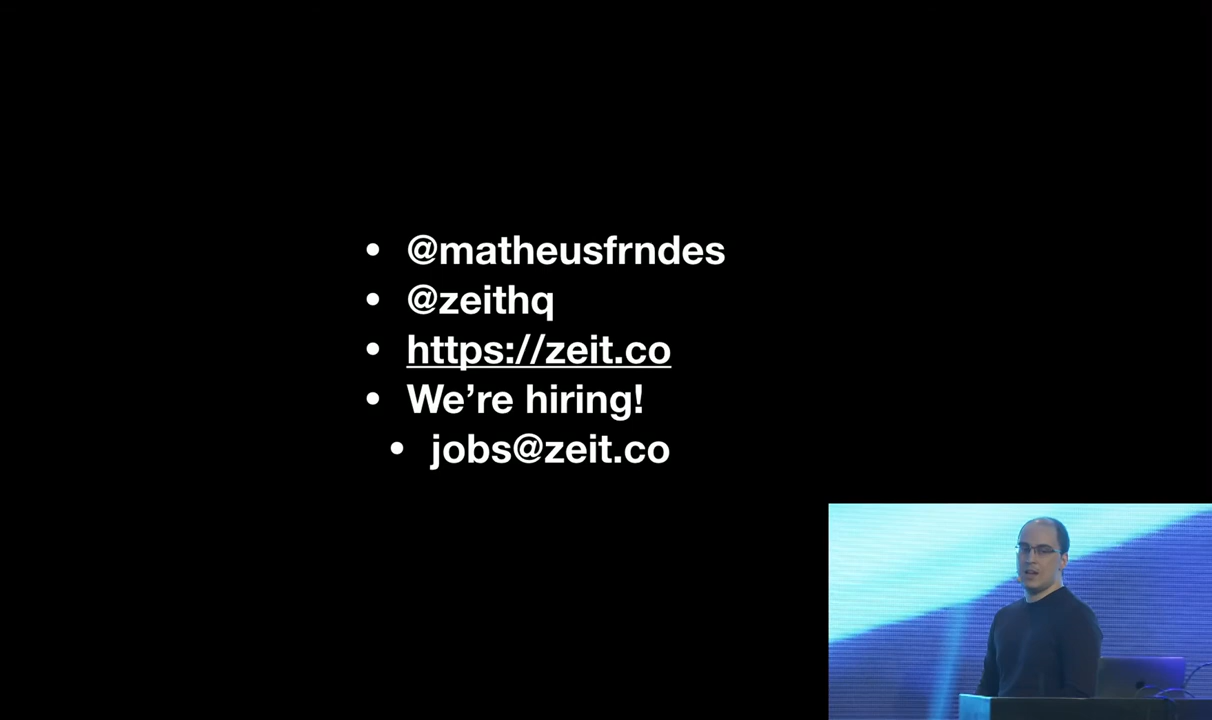 • @matheusfrndes
• @zeithq
• https://zeit.co
• We’re hiring!
• jobs@zeit.co